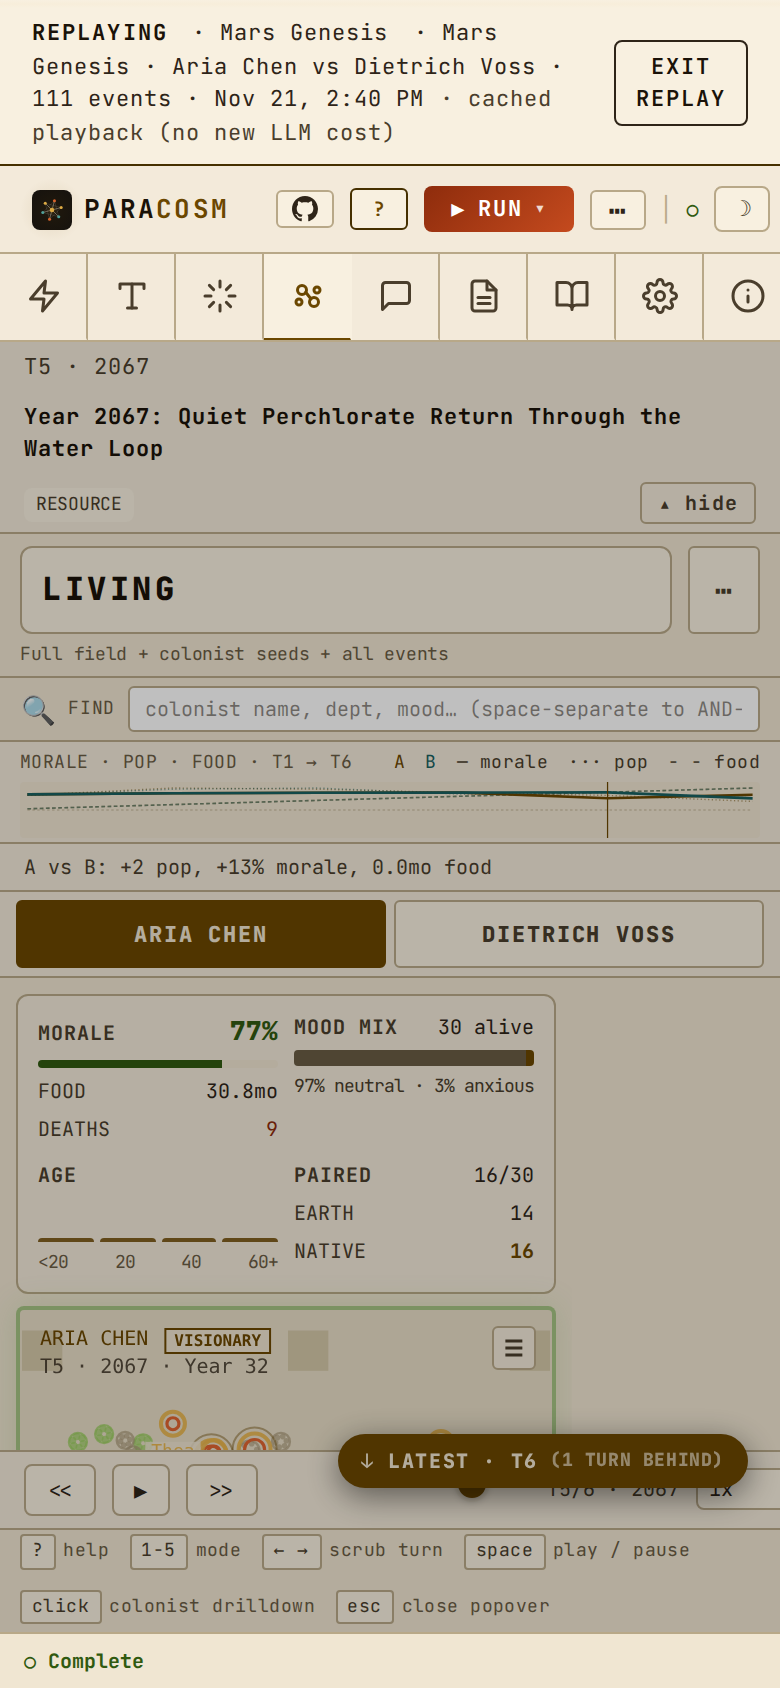 REPLAYING · Mars Genesis · Mars
Genesis · Aria Chen vs Dietrich Voss ·
111 events · Nov 21, 2:40 PM · cached
playback (no new LLM cost)
EXIT
REPLAY
PARACOSM
?
▶ RUN ▾
…
T5 · 2067
Year 2067: Quiet Perchlorate Return Through the
Water Loop
RESOURCE
▴ hide
LIVING
…
Full field + colonist seeds + all events
FIND
colonist name, dept, mood… (space-separate to AND-
MORALE · POP · FOOD · T1 → T6 A B — morale ··· pop - - food
A vs B: +2 pop, +13% morale, 0.0mo food
ARIA CHEN
DIETRICH VOSS
MORALE 77%
MOOD MIX 30 alive
97% neutral · 3% anxious
FOOD 30.8mo
DEATHS 9
AGE
<20 20 40 60+
PAIRED 16/30
EARTH 14
NATIVE 16
ARIA CHEN VISIONARY
T5 · 2067 · Year 32
↓ LATEST · T6 (1 TURN BEHIND)
<< ▶ >>
T5/6 · 2067
1x
? help 1-5 mode ← → scrub turn space play / pause
click colonist drilldown esc close popover
Complete